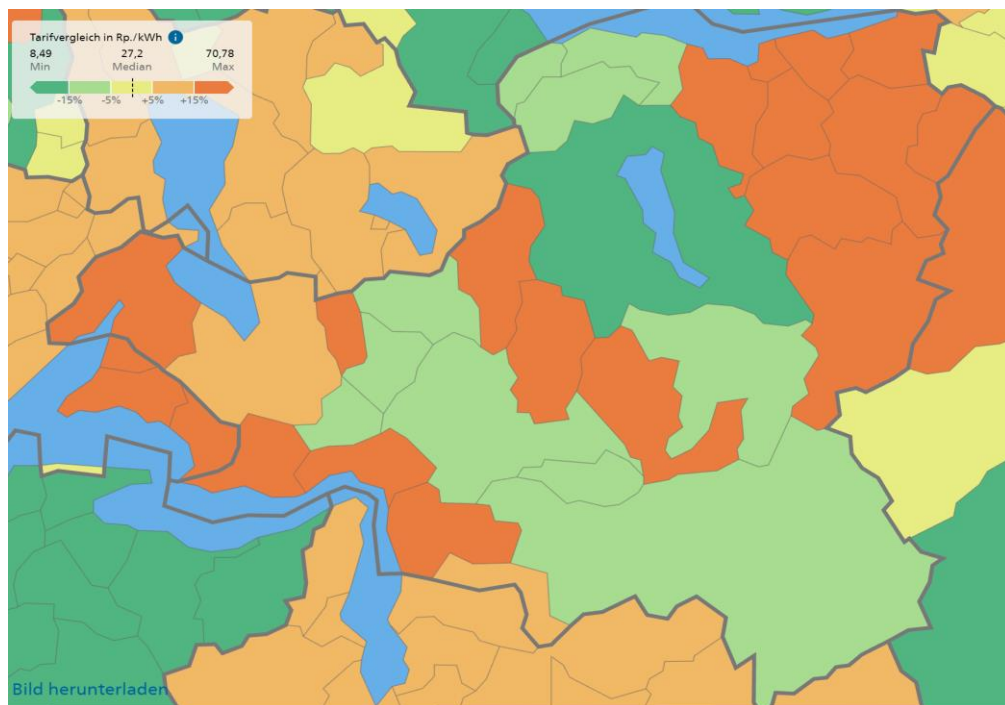 Tarifvergleich in Rp./kWh
8,49 27,2 70,78
Min Median Max
-15% -5% +5% +15%
Bild herunterladen